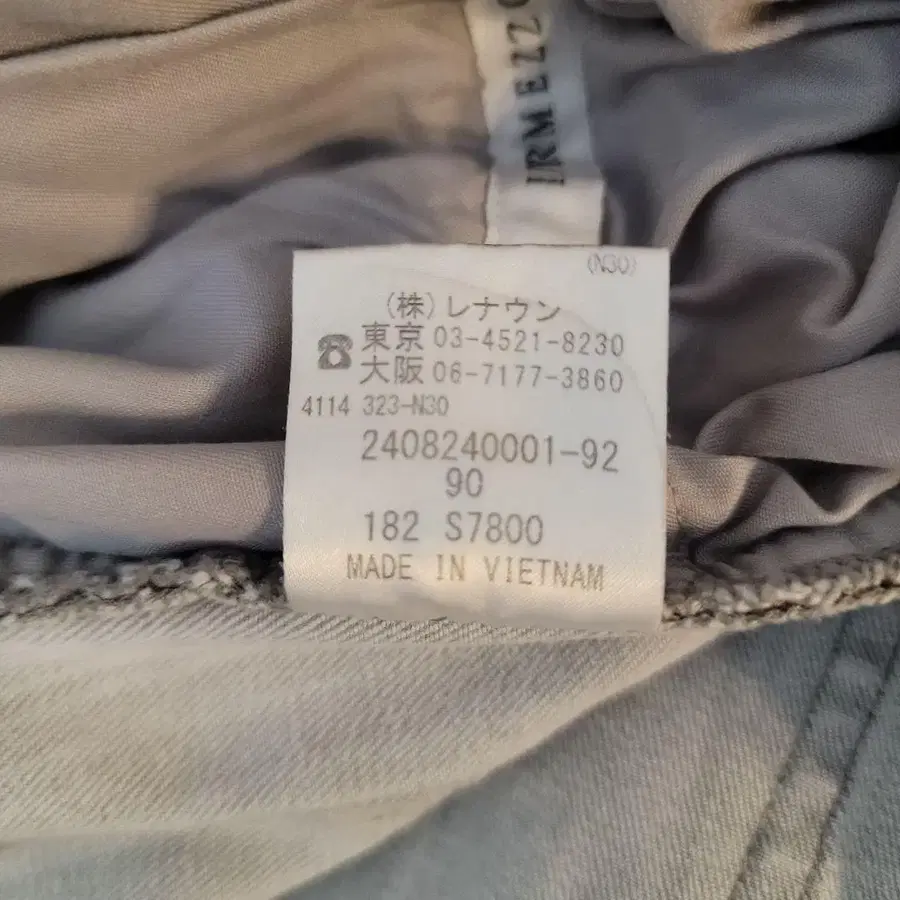 IRMEZZO
(N30)
(株)レナウン
☎東京 03-4521-8230
大阪 06-7177-3860
4114 323-N30
2408240001-92
90
182 S7800
MADE IN VIETNAM